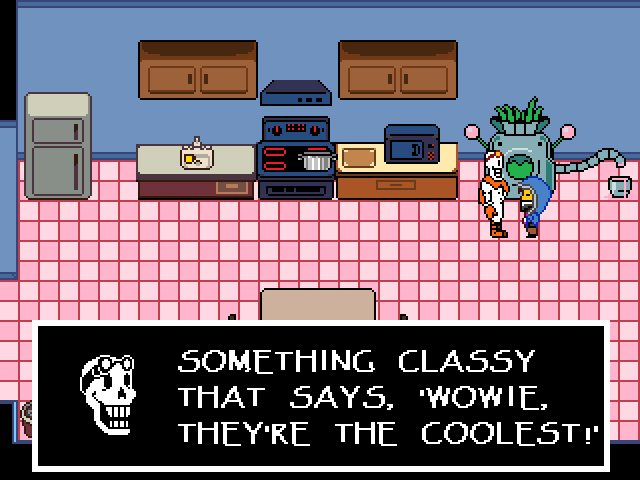 SOMETHING CLASSY
THAT SAYS, 'WOWIE,
THEY'RE THE COOLEST!'